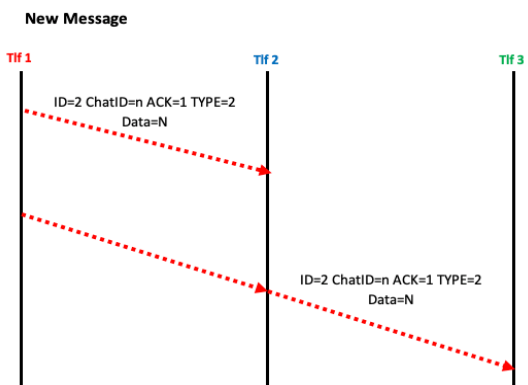 New Message
Tlf 1 Tlf 2 Tlf 3
ID=2 ChatID=n ACK=1 TYPE=2
Data=N
ID=2 ChatID=n ACK=1 TYPE=2
Data=N